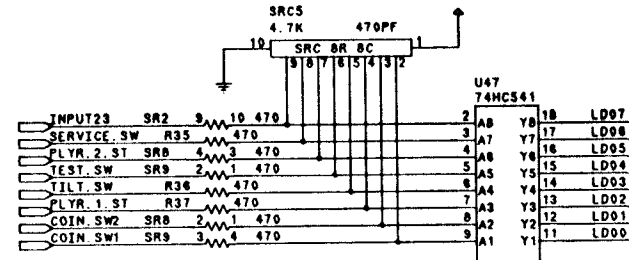 SRC5
4.7K 470PF
10 SRC 8R 8C 1
9 8 7 6 5 4 3 2
U47
74HC541
INPUT23 SR2 9 10 470 2 A8 Y8 18 LD07
SERVICE.SW R35 470 3 A7 Y7 17 LD06
PLYR.2.ST SR8 4 3 470 4 A6 Y6 16 LD05
TEST.SW SR9 2 1 470 5 A5 Y5 15 LD04
TILT.SW R36 470 6 A4 Y4 14 LD03
PLYR.1.ST R37 470 7 A3 Y3 13 LD02
COIN.SW2 SR8 2 1 470 8 A2 Y2 12 LD01
COIN.SW1 SR9 3 4 470 9 A1 Y1 11 LD00